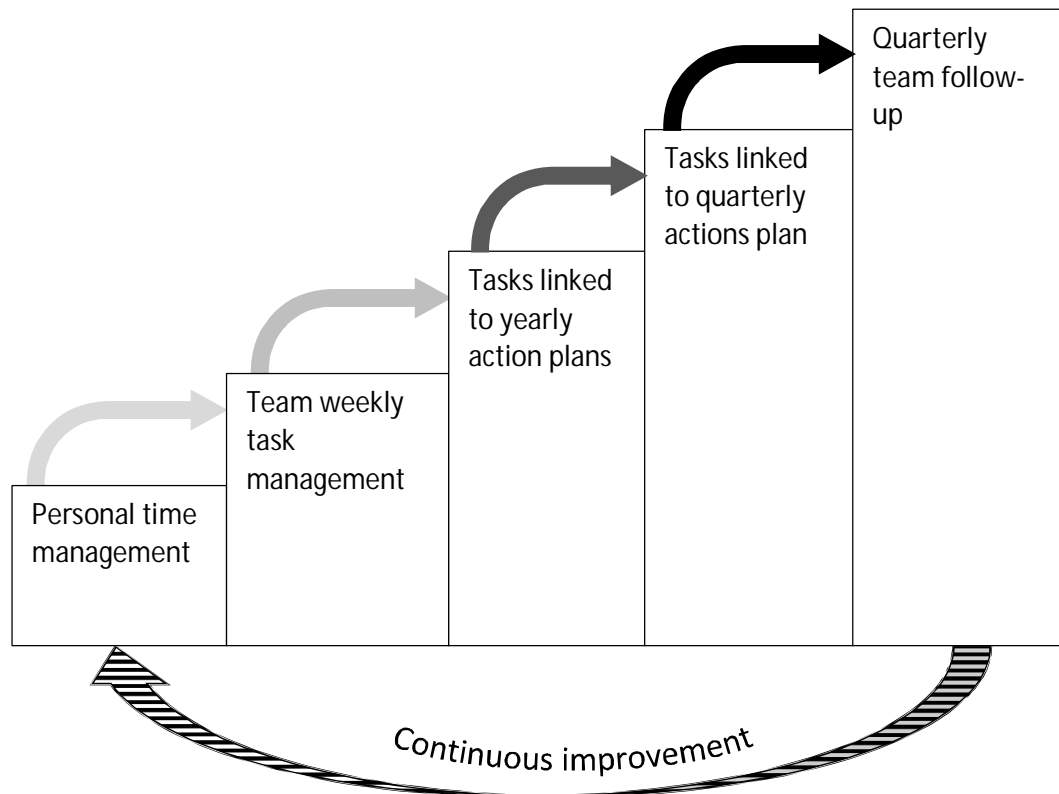 Personal time
management
Team weekly
task
management
Tasks linked
to yearly
action plans
Tasks linked
to quarterly
actions plan
Quarterly
team follow-
up
Continuous improvement